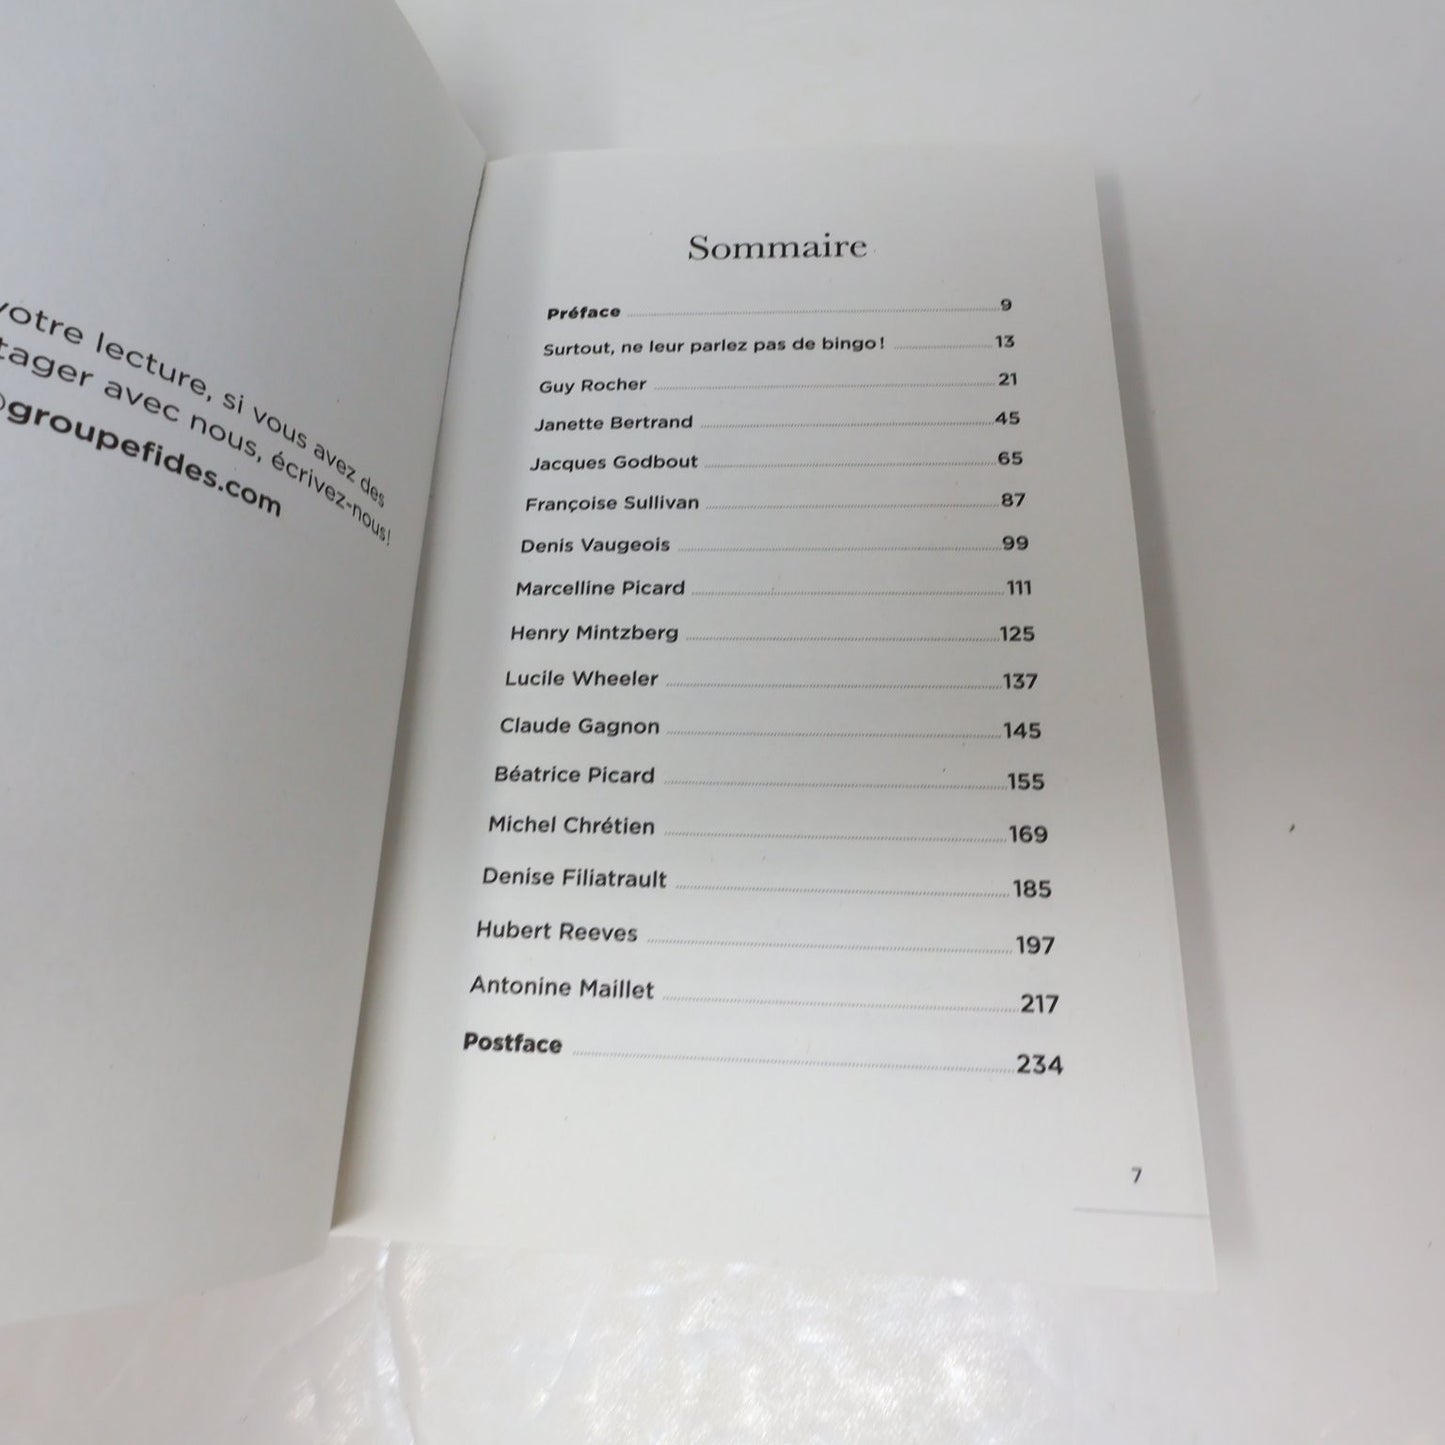 votre lecture, si vous avez des
avec nous, écrivez-nous!
@groupefides.com
Sommaire
Préface 9
Surtout, ne leur parlez pas de bingo! 13
Guy Rocher 21
Janette Bertrand 45
Jacques Godbout 65
Françoise Sullivan 87
Denis Vaugeois 99
Marcelline Picard 111
Henry Mintzberg 125
Lucile Wheeler 137
Claude Gagnon 145
Béatrice Picard 155
Michel Chrétien 169
Denise Filiatrault 185
Hubert Reeves 197
Antonine Maillet 217
Postface 234
7